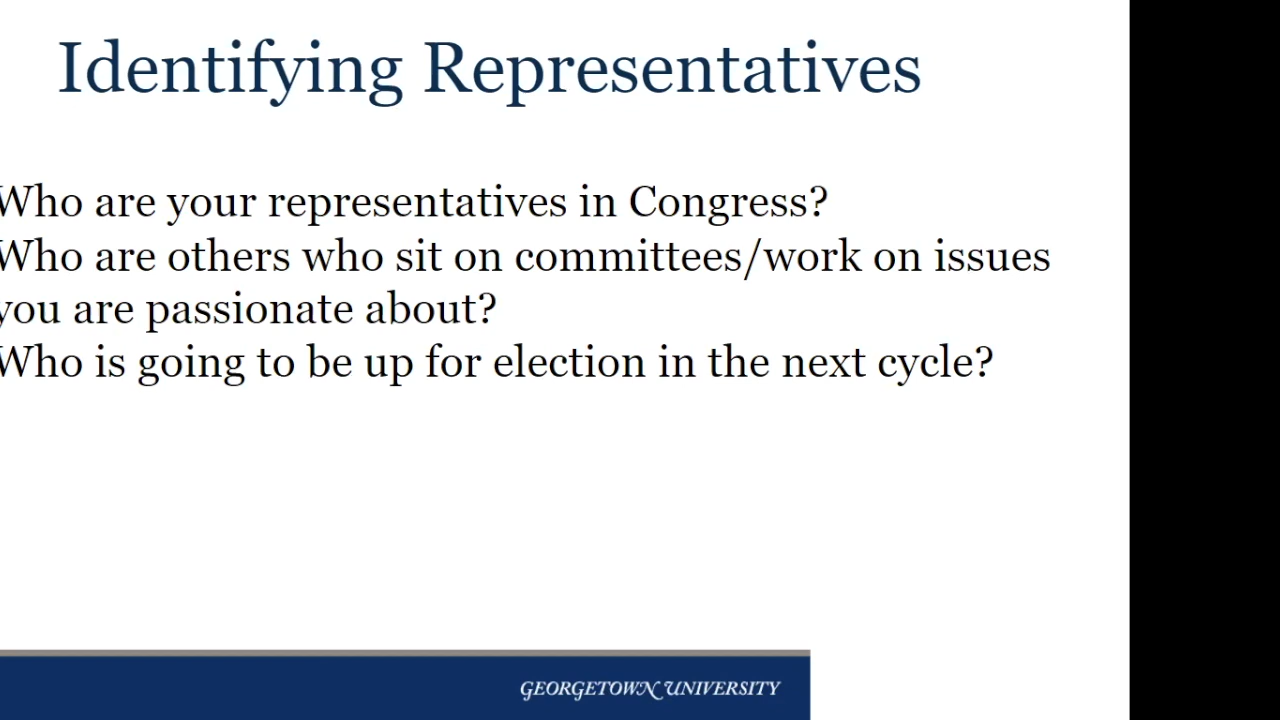 Identifying Representatives
Who are your representatives in Congress?
Who are others who sit on committees/work on issues
you are passionate about?
Who is going to be up for election in the next cycle?
GEORGETOWN UNIVERSITY